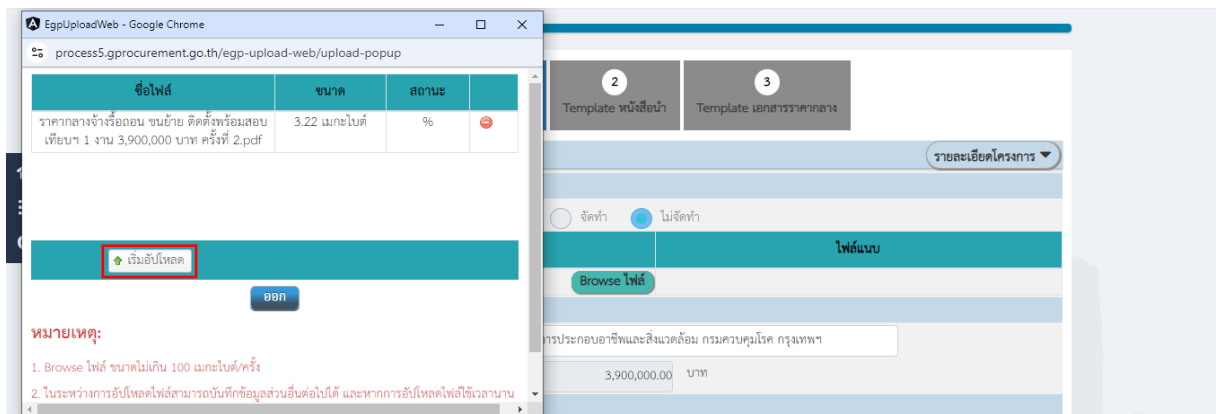 EgpUploadWeb - Google Chrome
process5.gprocurement.go.th/egp-upload-web/upload-popup
ชื่อไฟล์ ขนาด สถานะ
ราคากลางจ้างรื้อถอน ขนย้าย ติดตั้งพร้อมสอบ 3.22 เมกะไบต์ %
เทียบฯ 1 งาน 3,900,000 บาท ครั้งที่ 2.pdf
เริ่มอัปโหลด
ออก
หมายเหตุ:
1. Browse ไฟล์ ขนาดไม่เกิน 100 เมกะไบต์/ครั้ง
2. ในระหว่างการอัปโหลดไฟล์สามารถบันทึกข้อมูลส่วนอื่นต่อไปได้ และหากการอัปโหลดไฟล์ใช้เวลานาน
2 3
Template หนังสือนำ Template เอกสารราคากลาง
รายละเอียดโครงการ
จัดทำ ไม่จัดทำ
ไฟล์แนบ
Browse ไฟล์
ารประกอบอาชีพและสิ่งแวดล้อม กรมควบคุมโรค กรุงเทพฯ
3,900,000.00 บาท